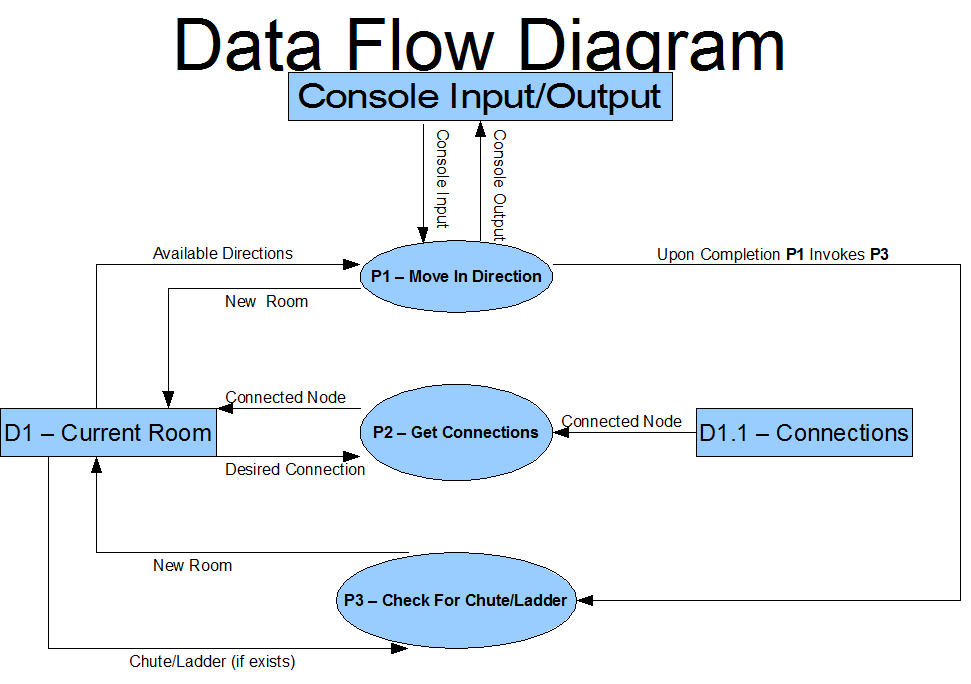 Data Flow Diagram
Console Input/Output
Console Input
Console Output
Available Directions
Upon Completion P1 Invokes P3
P1 – Move In Direction
New Room
Connected Node
Connected Node
D1 – Current Room
P2 – Get Connections
D1.1 – Connections
Desired Connection
New Room
P3 – Check For Chute/Ladder
Chute/Ladder (if exists)